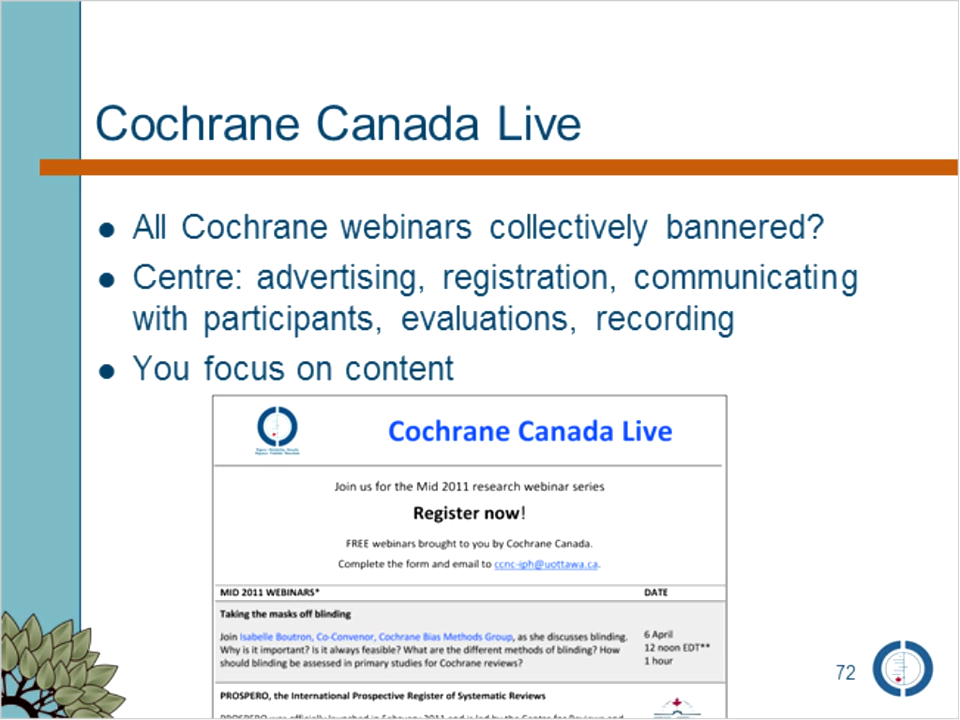 Cochrane Canada Live
All Cochrane webinars collectively bannered?
Centre: advertising, registration, communicating
with participants, evaluations, recording
You focus on content
Cochrane Canada Live
Join us for the Mid 2011 research webinar series
Register now!
FREE webinars brought to you by Cochrane Canada.
Complete the form and email to ccnc-iph@uottawa.ca.
MID 2011 WEBINARS* DATE
Taking the masks off blinding
Join Isabelle Boutron, Co-Convenor, Cochrane Bias Methods Group, as she discusses blinding. 6 April
Why is it important? Is it always feasible? What are the different methods of blinding? How 12 noon EDT**
should blinding be assessed in primary studies for Cochrane reviews? 1 hour
PROSPERO, the International Prospective Register of Systematic Reviews
72